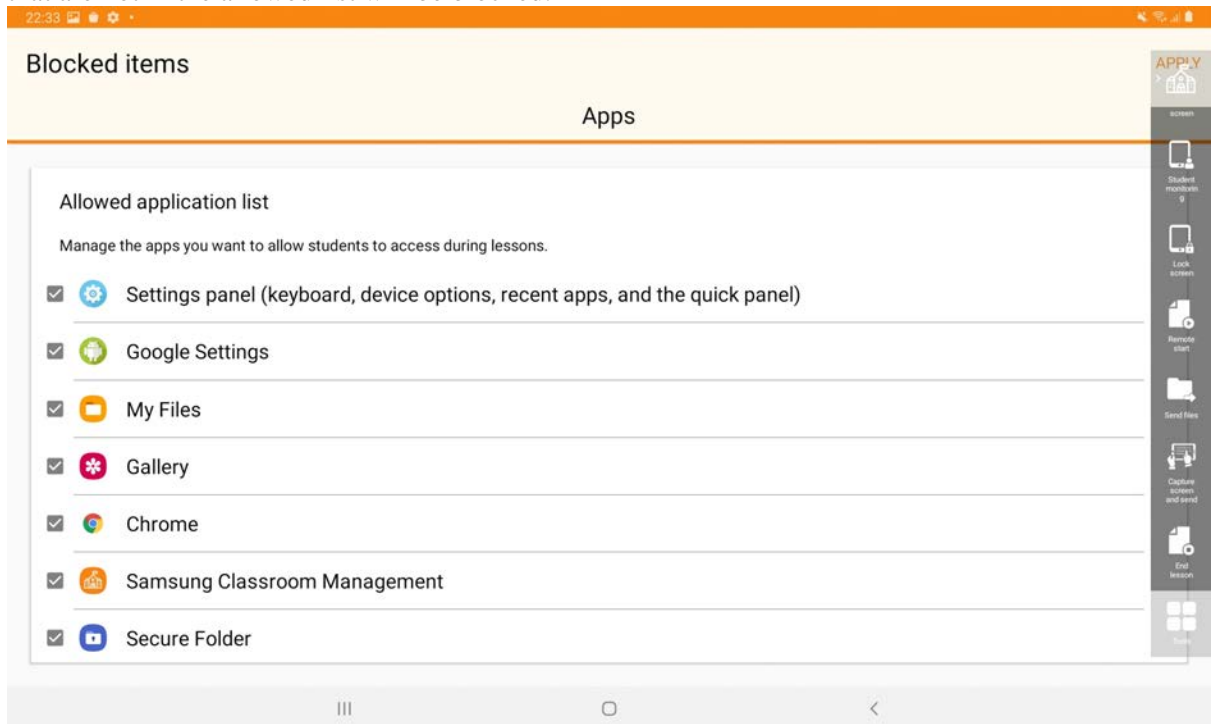 22:33
Blocked items
APPLY
Apps
screen
Allowed application list
Manage the apps you want to allow students to access during lessons.
Settings panel (keyboard, device options, recent apps, and the quick panel)
Google Settings
My Files
Gallery
Chrome
Samsung Classroom Management
Secure Folder
Student
monitorin
g
Lock
screen
Remote
start
Send files
Capture
screen
and send
End
lesson
Tools